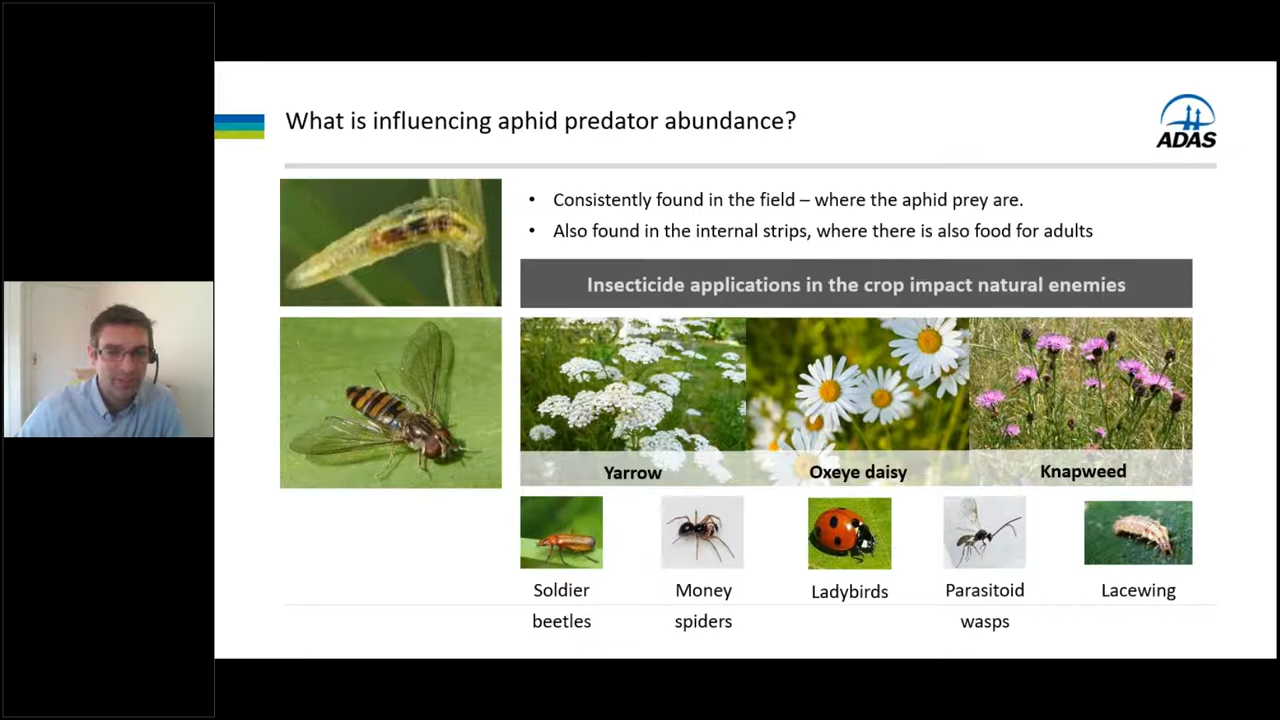 What is influencing aphid predator abundance?
ADAS
• Consistently found in the field – where the aphid prey are.
• Also found in the internal strips, where there is also food for adults
Insecticide applications in the crop impact natural enemies
Yarrow
Oxeye daisy
Knapweed
Soldier
beetles
Money
spiders
Ladybirds
Parasitoid
wasps
Lacewing